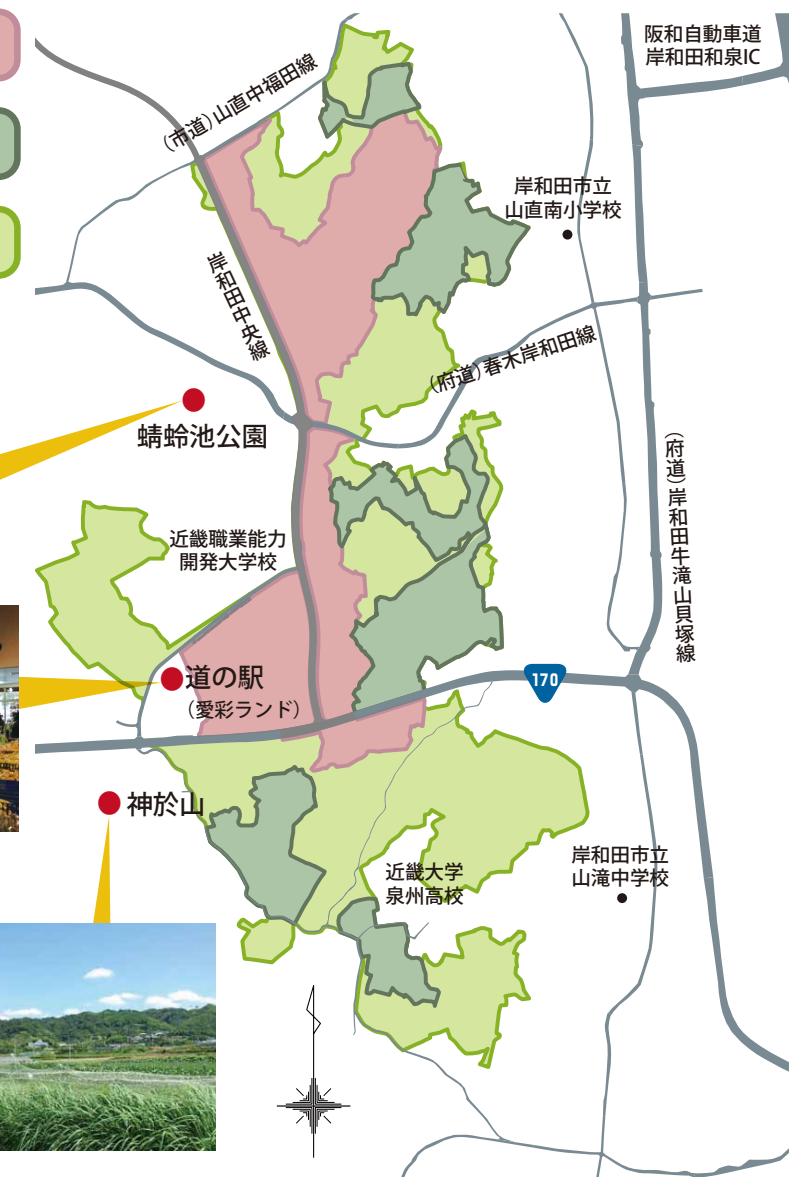 阪和自動車道
岸和田和泉IC
(市道)山直中福田線
岸和田市立
山直南小学校
岸和田中央線
(府道)春木岸和田線
蜻蛉池公園
(府道)岸和田牛滝山貝塚線
近畿職業能力
開発大学校
道の駅
(愛彩ランド)
170
神於山
岸和田市立
山滝中学校
近畿大学
泉州高校